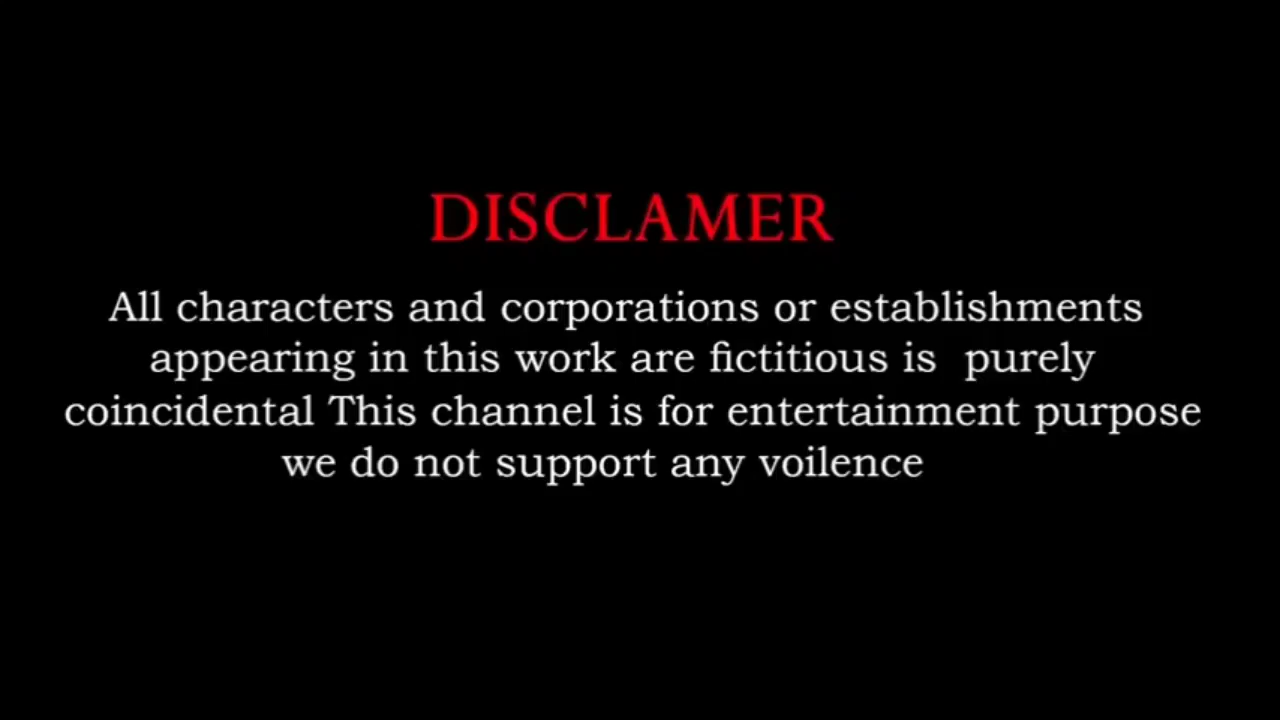 DISCLAMER
All characters and corporations or establishments
appearing in this work are fictitious is  purely
coincidental This channel is for entertainment purpose
we do not support any voilence